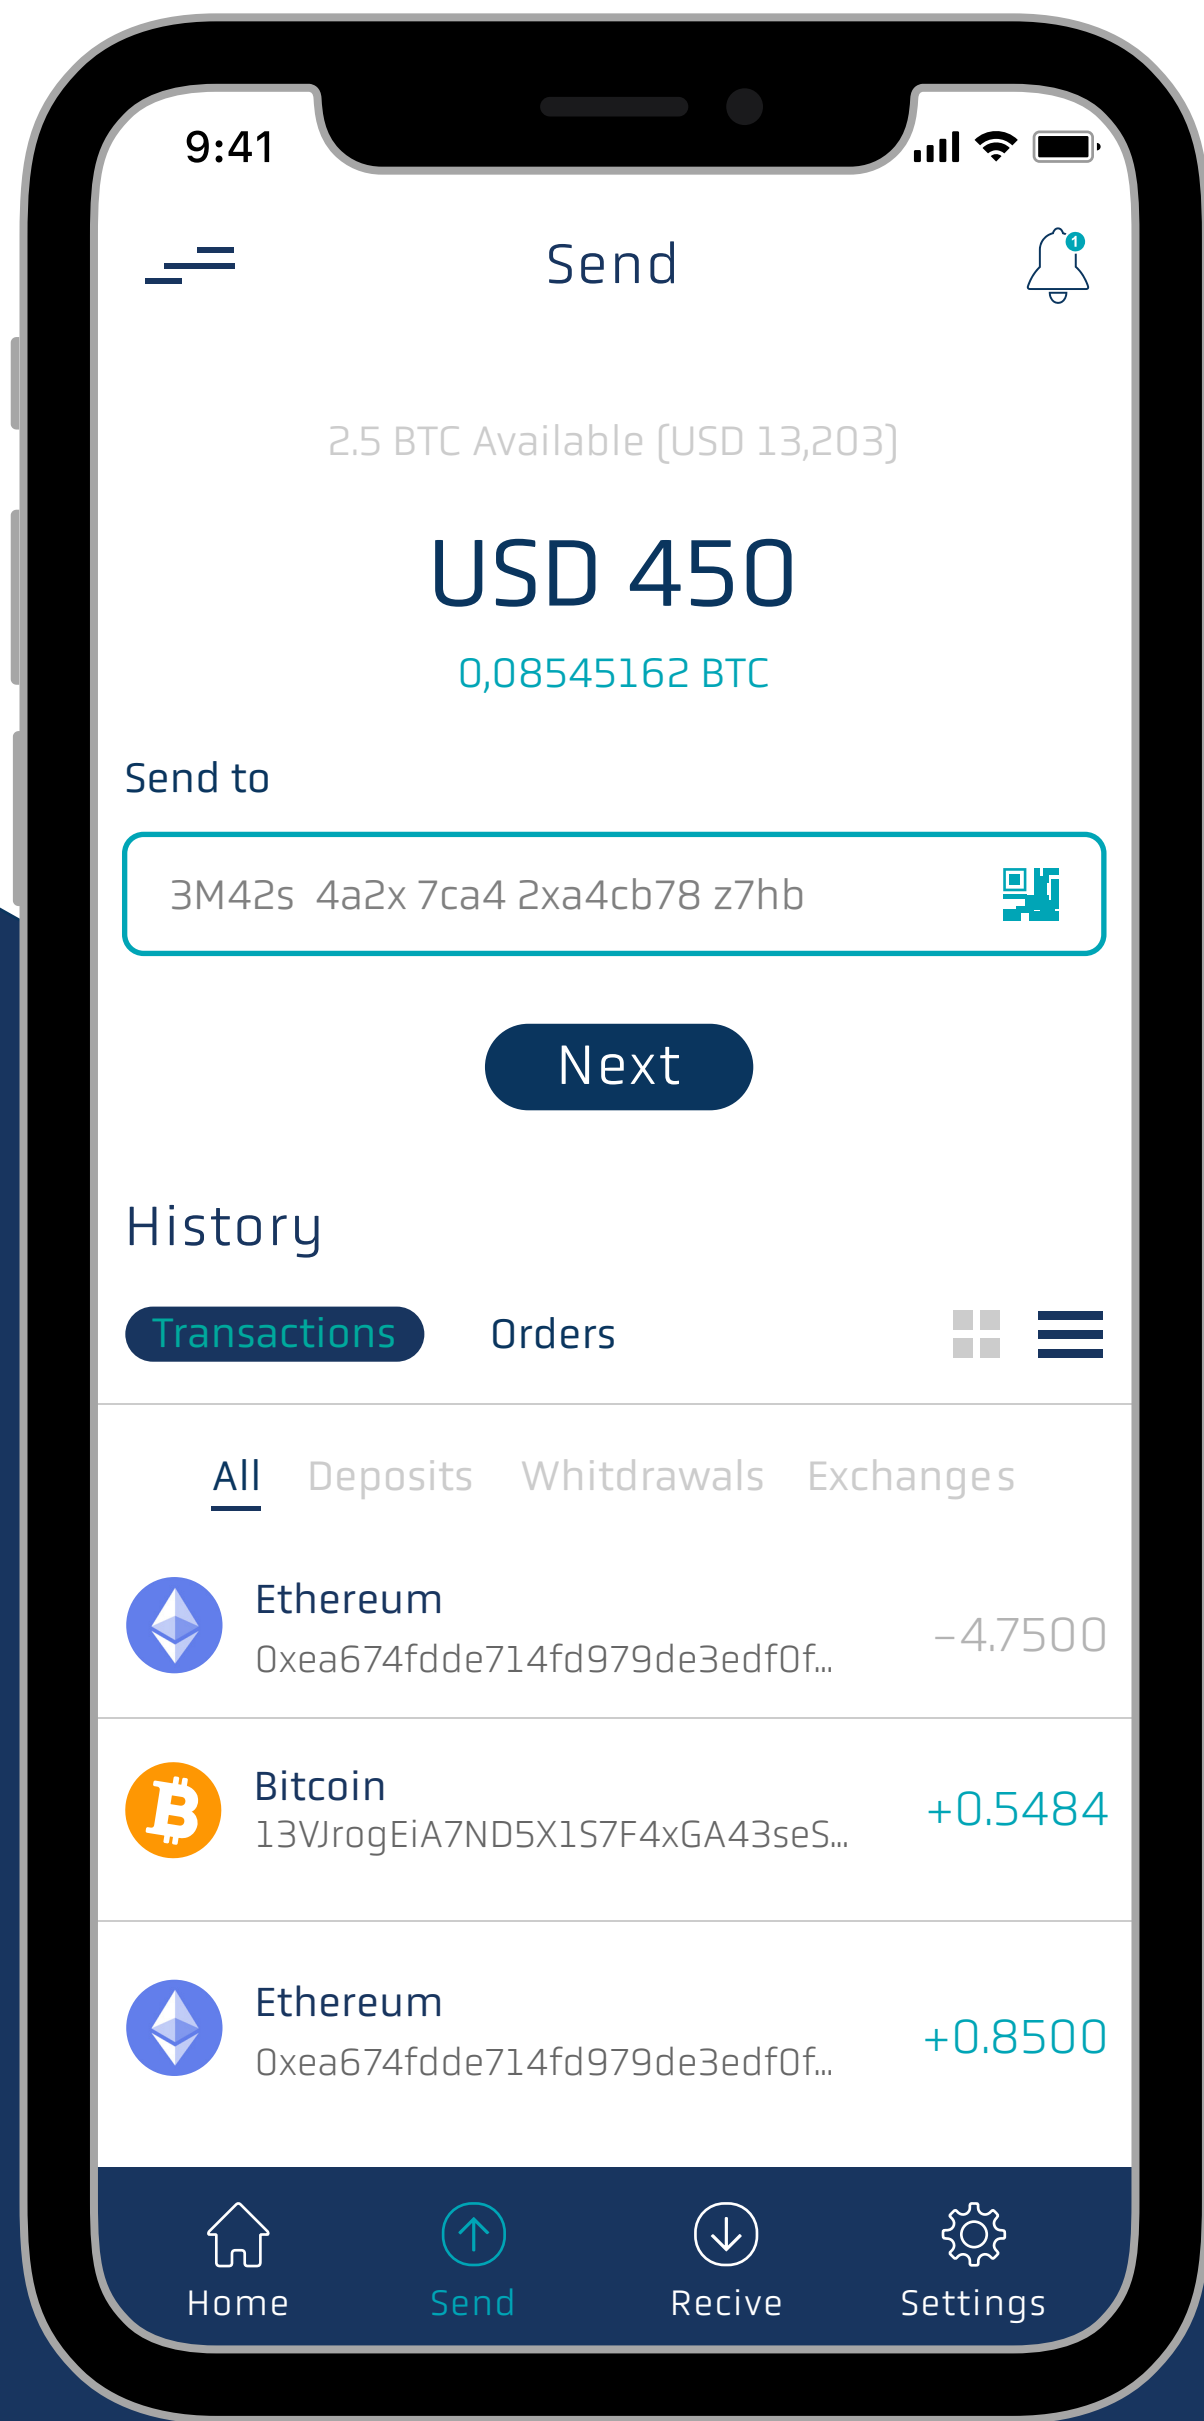 9:41
Send
1
2.5 BTC Available (USD 13,203)
USD 450
0,08545162 BTC
Send to
3M42s 4a2x 7ca4 2xa4cb78 z7hb
Next
History
Transactions Orders
All Deposits Whitdrawals Exchanges
Ethereum
0xea674fdde714fd979de3edf0f...
−4.7500
Bitcoin
13VJrogEiA7ND5X1S7F4xGA43seS...
+0.5484
Ethereum
0xea674fdde714fd979de3edf0f...
+0.8500
Home Send Recive Settings